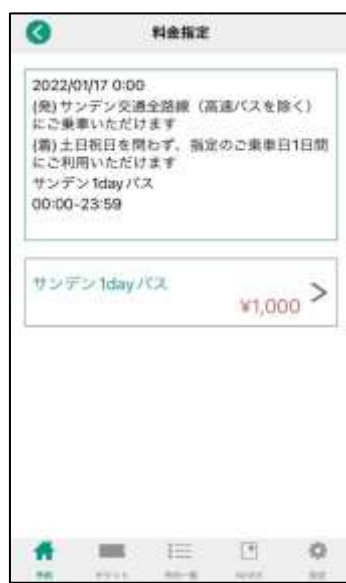 料金指定
2022/01/17 0:00
(発)サンデン交通全路線（高速バスを除く）
にご乗車いただけます
(着)土日祝日を問わず、指定のご乗車日1日間
にご利用いただけます
サンデン1dayパス
00:00-23:59
サンデン1dayパス
¥1,000